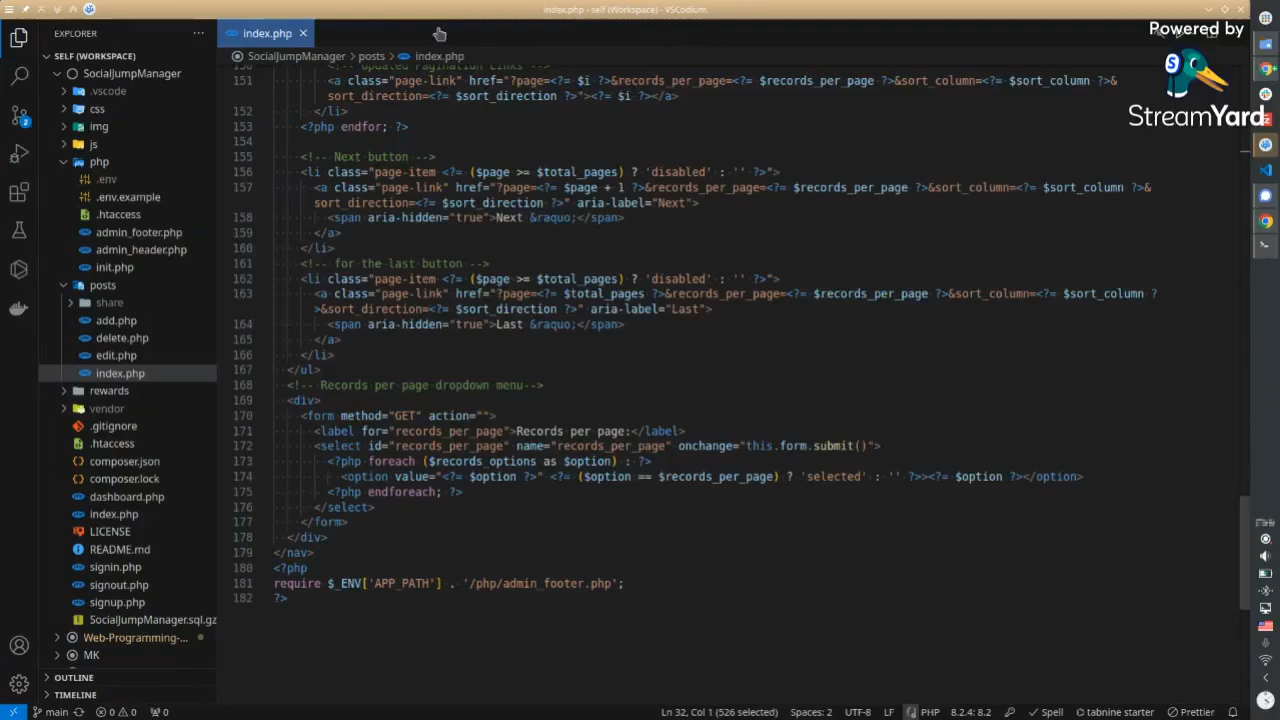 index.php - self (Workspace) - VSCodium
EXPLORER
SELF (WORKSPACE)
SocialJumpManager
.vscode
css
img
js
php
.env
.env.example
.htaccess
admin_footer.php
admin_header.php
init.php
posts
share
add.php
delete.php
edit.php
index.php
rewards
vendor
.gitignore
.htaccess
composer.json
composer.lock
dashboard.php
index.php
LICENSE
README.md
signin.php
signout.php
signup.php
SocialJumpManager.sql.gz
Web-Programming-...
MK
OUTLINE
TIMELINE
index.php
SocialJumpManager > posts > index.php
150 <!-- Updated Pagination Links -->
151 <a class="page-link" href="?page=<?= $i ?>&records_per_page=<?= $records_per_page ?>&sort_column=<?= $sort_column ?>&
sort_direction=<?= $sort_direction ?>"><?= $i ?></a>
152 </li>
153 <?php endfor; ?>
154
155 <!-- Next button -->
156 <li class="page-item <?= ($page >= $total_pages) ? 'disabled' : '' ?>">
157 <a class="page-link" href="?page=<?= $page + 1 ?>&records_per_page=<?= $records_per_page ?>&sort_column=<?= $sort_column ?>&
sort_direction=<?= $sort_direction ?>" aria-label="Next">
158 <span aria-hidden="true">Next &raquo;</span>
159 </a>
160 </li>
161 <!-- for the last button -->
162 <li class="page-item <?= ($page >= $total_pages) ? 'disabled' : '' ?>">
163 <a class="page-link" href="?page=<?= $total_pages ?>&records_per_page=<?= $records_per_page ?>&sort_column=<?= $sort_column ?
>&sort_direction=<?= $sort_direction ?>" aria-label="Last">
164 <span aria-hidden="true">Last &raquo;</span>
165 </a>
166 </li>
167 </ul>
168 <!-- Records per page dropdown menu-->
169 <div>
170 <form method="GET" action="">
171 <label for="records_per_page">Records per page:</label>
172 <select id="records_per_page" name="records_per_page" onchange="this.form.submit()">
173 <?php foreach ($records_options as $option) : ?>
174 <option value="<?= $option ?>" <?= ($option == $records_per_page) ? 'selected' : '' ?>><?= $option ?></option>
175 <?php endforeach; ?>
176 </select>
177 </form>
178 </div>
179 </nav>
180 <?php
181 require $_ENV['APP_PATH'] . '/php/admin_footer.php';
182 ?>
Powered by
S
StreamYard
2
main
0 0
0
Ln 32, Col 1 (526 selected)
Spaces: 2
UTF-8
LF
PHP
8.2.4: 8.2
Spell
tabnine starter
Prettier